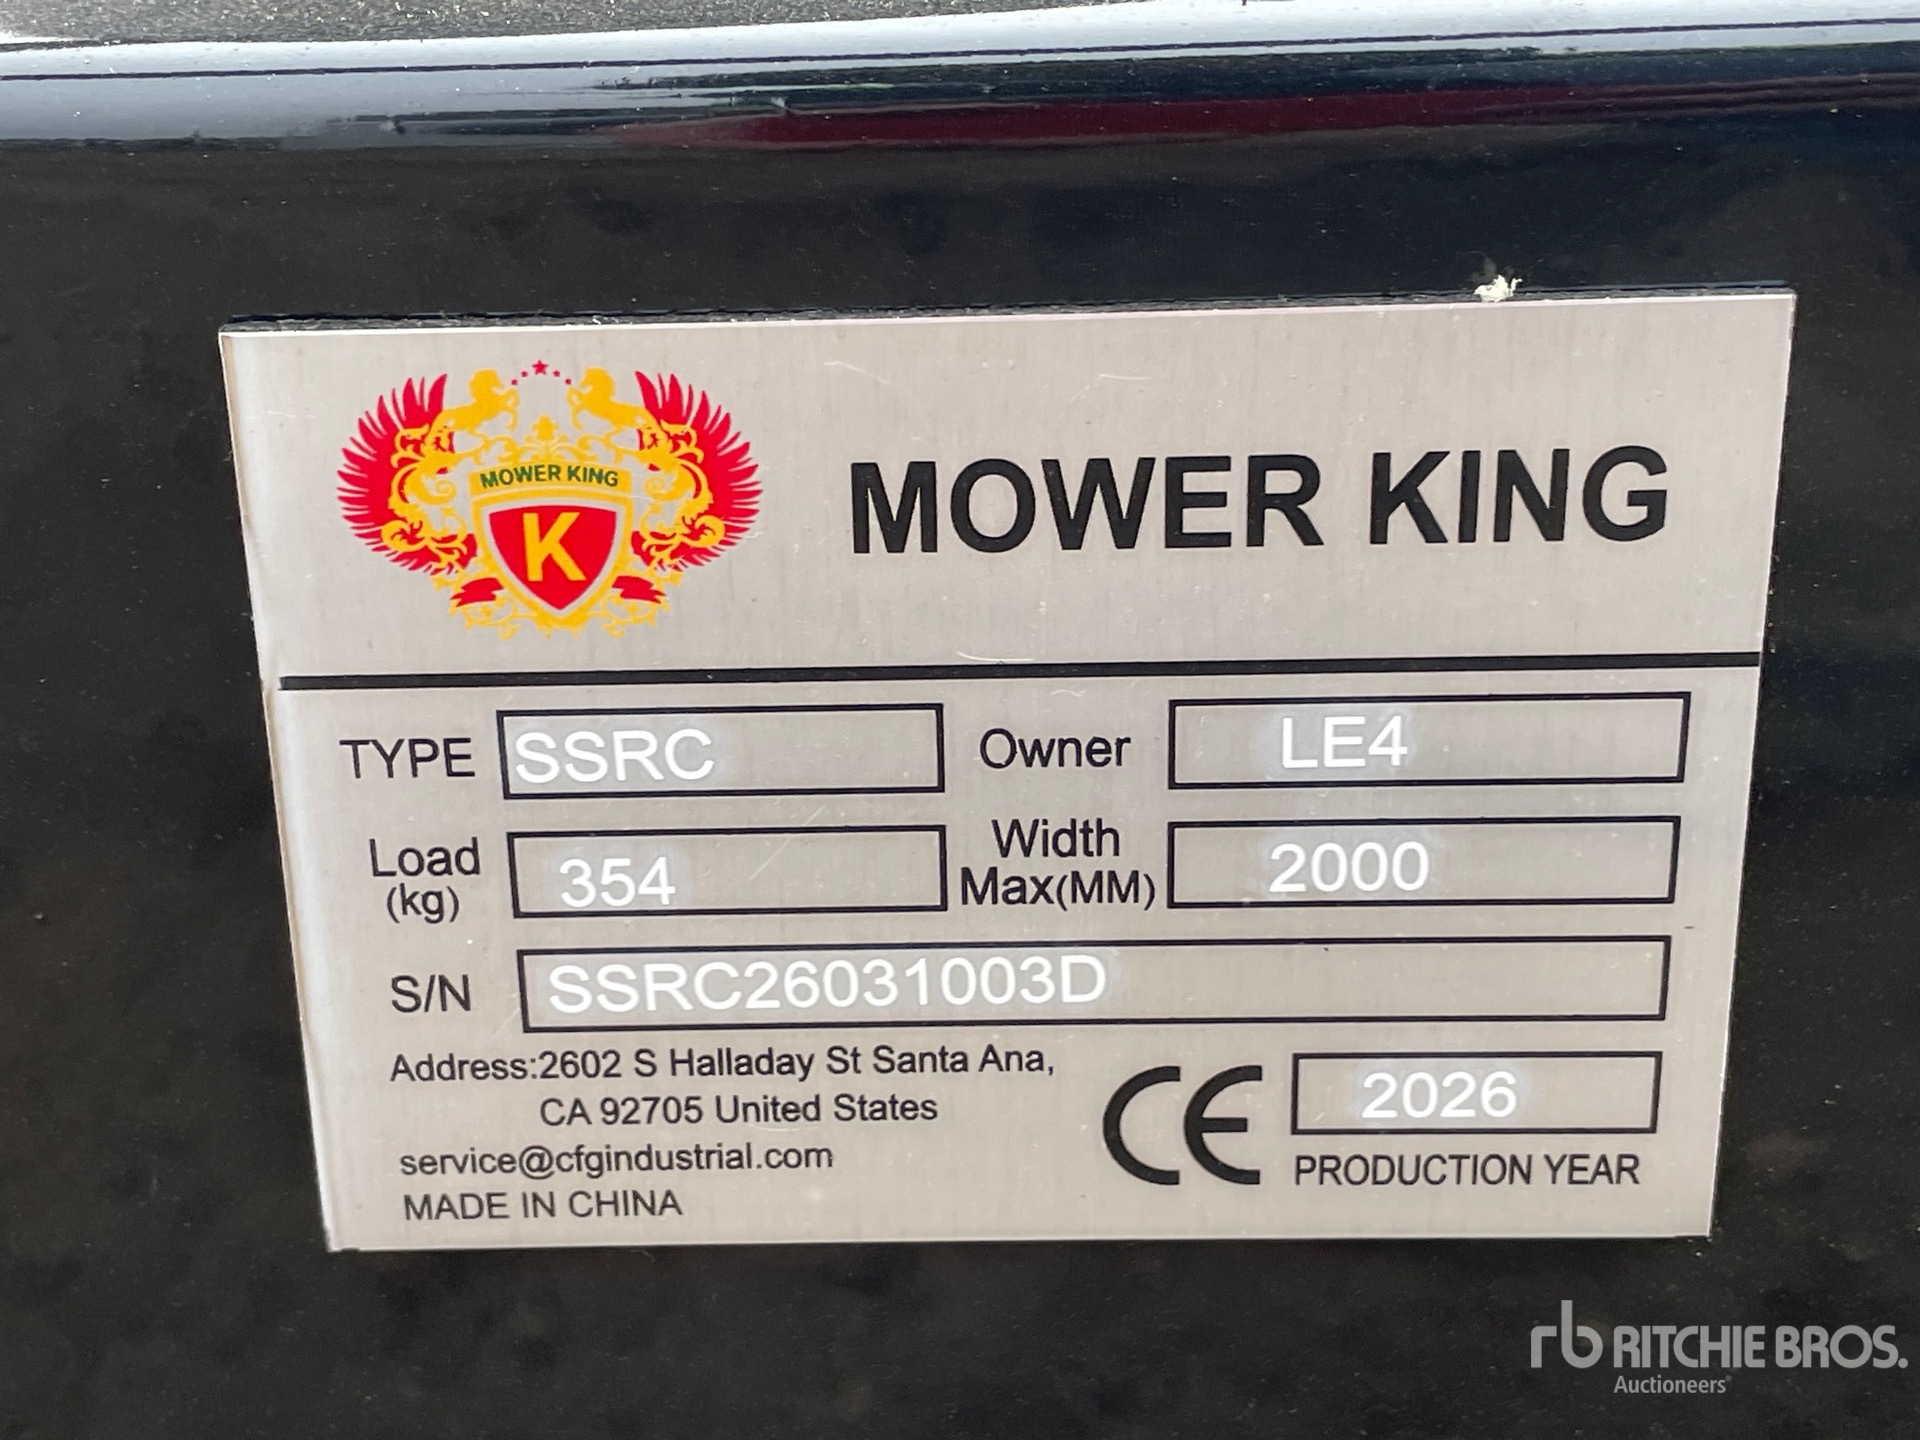 MOWER KING
K
MOWER KING
TYPE SSRC Owner LE4
Load (kg) 354 Width Max(MM) 2000
S/N SSRC26031003D
Address:2602 S Halladay St Santa Ana,
CA 92705 United States
service@cfgindustrial.com
MADE IN CHINA
CE 2026
PRODUCTION YEAR
rb RITCHIE BROS.
Auctioneers